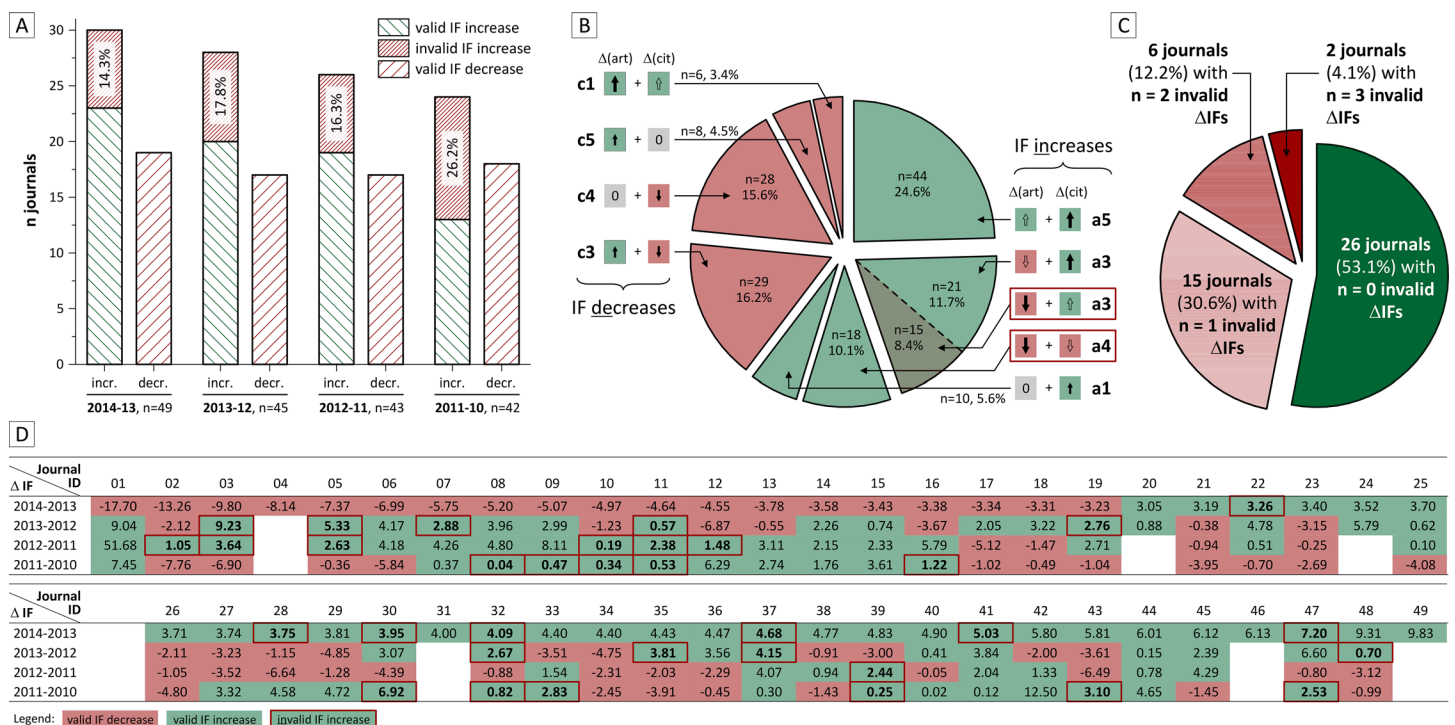 A
n journals
30
25
20
15
10
5
0
valid IF increase
invalid IF increase
valid IF decrease
14.3%
17.8%
16.3%
26.2%
incr. decr. incr. decr. incr. decr. incr. decr.
2014-13, n=49 2013-12, n=45 2012-11, n=43 2011-10, n=42
B
Δ(art) Δ(cit)
c1 ⬆ + ⇧ n=6, 3.4%
c5 ⬆ + 0 n=8, 4.5%
c4 0 + ⬇
c3 ⬆ + ⬇
IF decreases
n=28
15.6%
n=29
16.2%
n=44
24.6%
n=21
11.7%
n=15
8.4%
n=18
10.1%
n=10, 5.6%
IF increases
Δ(art) Δ(cit)
⇧ + ⬆ a5
⇩ + ⬆ a3
⬇ + ⇧ a3
⬇ + ⇩ a4
0 + ⬆ a1
C
6 journals
(12.2%) with
n = 2 invalid
ΔIFs
2 journals
(4.1%) with
n = 3 invalid
ΔIFs
15 journals
(30.6%) with
n = 1 invalid
ΔIFs
26 journals
(53.1%) with
n = 0 invalid
ΔIFs
D
Journal ID 01 02 03 04 05 06 07 08 09 10 11 12 13 14 15 16 17 18 19 20 21 22 23 24 25
Δ IF
2014-2013 -17.70 -13.26 -9.80 -8.14 -7.37 -6.99 -5.75 -5.20 -5.07 -4.97 -4.64 -4.55 -3.78 -3.58 -3.43 -3.38 -3.34 -3.31 -3.23 3.05 3.19 3.26 3.40 3.52 3.70
2013-2012 9.04 -2.12 9.23 5.33 4.17 2.88 3.96 2.99 -1.23 0.57 -6.87 -0.55 2.26 0.74 -3.67 2.05 3.22 2.76 0.88 -0.38 4.78 -3.15 5.79 0.62
2012-2011 51.68 1.05 3.64 2.63 4.18 4.26 4.80 8.11 0.19 2.38 1.48 3.11 2.15 2.33 5.79 -5.12 -1.47 2.71 -0.94 0.51 -0.25 0.10
2011-2010 7.45 -7.76 -6.90 -0.36 -5.84 0.37 0.04 0.47 0.34 0.53 6.29 2.74 1.76 3.61 1.22 -1.02 -0.49 -1.04 -3.95 -0.70 -2.69 -4.08
Journal ID 26 27 28 29 30 31 32 33 34 35 36 37 38 39 40 41 42 43 44 45 46 47 48 49
Δ IF
2014-2013 3.71 3.74 3.75 3.81 3.95 4.00 4.09 4.40 4.40 4.43 4.47 4.68 4.77 4.83 4.90 5.03 5.80 5.81 6.01 6.12 6.13 7.20 9.31 9.83
2013-2012 -2.11 -3.23 -1.15 -4.85 3.07 2.67 -3.51 -4.75 3.81 3.56 4.15 -0.91 -3.00 0.41 3.84 -2.00 -3.61 0.15 2.39 6.60 0.70
2012-2011 -1.05 -3.52 -6.64 -1.28 -4.39 -0.88 1.54 -2.31 -2.03 -2.29 4.07 0.94 2.44 -0.05 2.04 1.33 -6.49 0.78 4.29 -0.80 -3.12
2011-2010 -4.80 3.32 4.58 4.72 6.92 0.82 2.83 -2.45 -3.91 -0.45 0.30 -1.43 0.25 0.02 0.12 12.50 3.10 4.65 -1.45 2.53 -0.99
Legend: valid IF decrease valid IF increase invalid IF increase